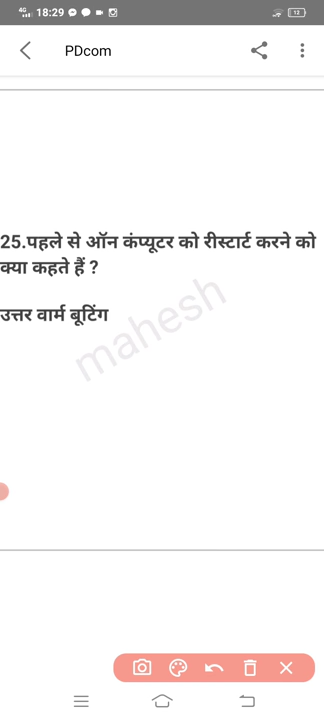 4G 18:29 12
PDcom
25.पहले से ऑन कंप्यूटर को रीस्टार्ट करने को
क्या कहते हैं ?
उत्तर वार्म बूटिंग
mahesh